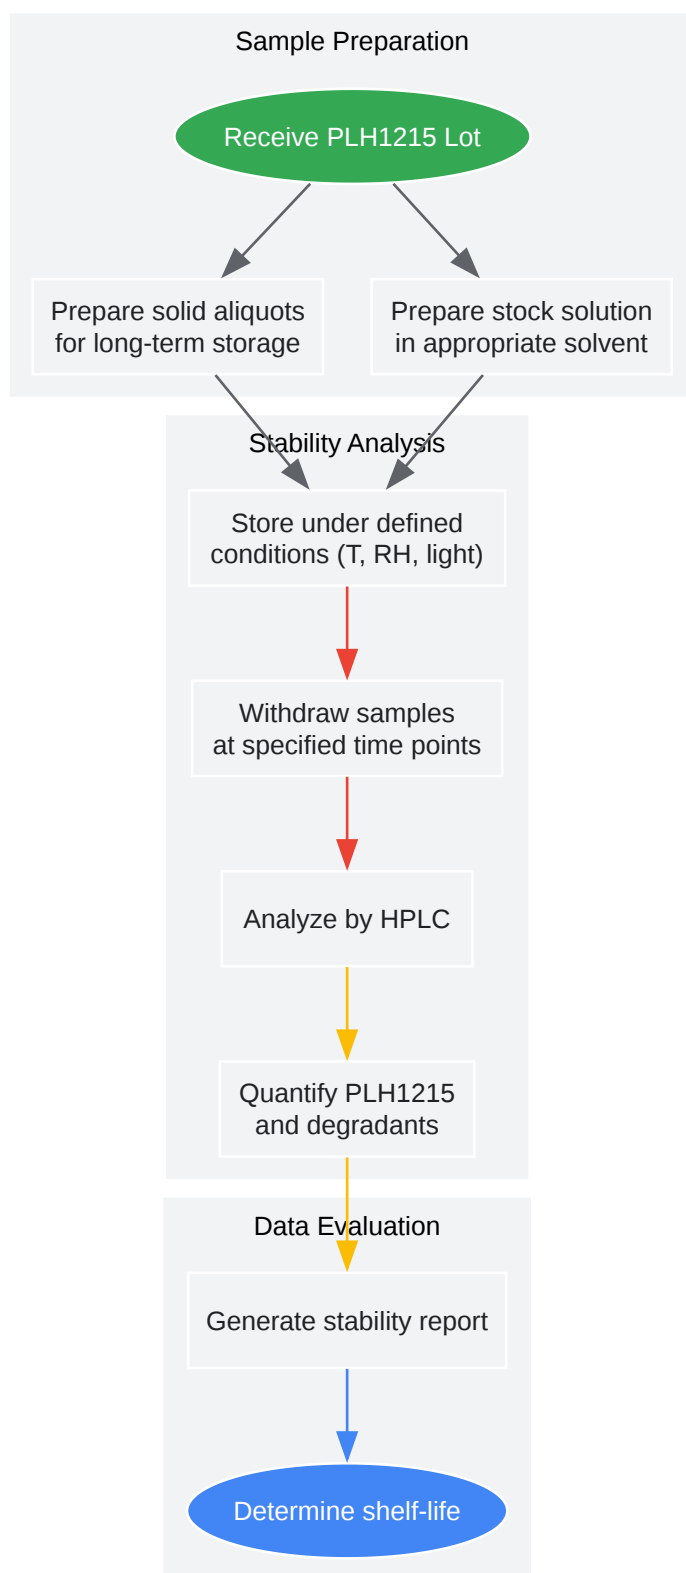 Sample Preparation
Receive PLH1215 Lot
Prepare solid aliquots
for long-term storage
Prepare stock solution
in appropriate solvent
Stability Analysis
Store under defined
conditions (T, RH, light)
Withdraw samples
at specified time points
Analyze by HPLC
Quantify PLH1215
and degradants
Data Evaluation
Generate stability report
Determine shelf-life